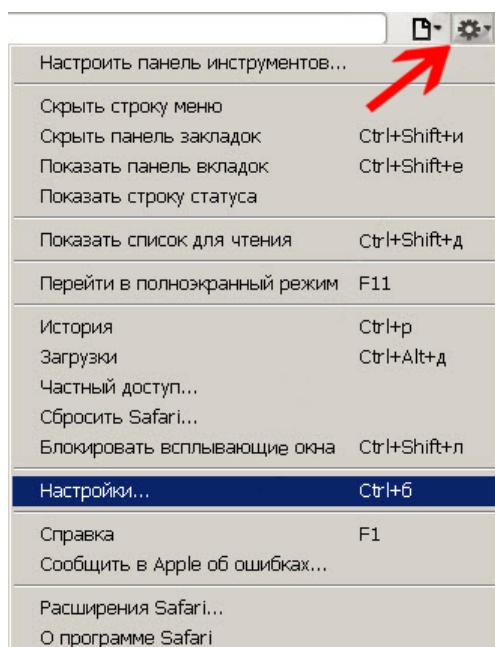 Настроить панель инструментов...
Скрыть строку меню
Скрыть панель закладок Ctrl+Shift+и
Показать панель вкладок Ctrl+Shift+е
Показать строку статуса
Показать список для чтения Ctrl+Shift+д
Перейти в полноэкранный режим F11
История Ctrl+р
Загрузки Ctrl+Alt+д
Частный доступ...
Сбросить Safari...
Блокировать всплывающие окна Ctrl+Shift+л
Настройки... Ctrl+б
Справка F1
Сообщить в Apple об ошибках...
Расширения Safari...
О программе Safari